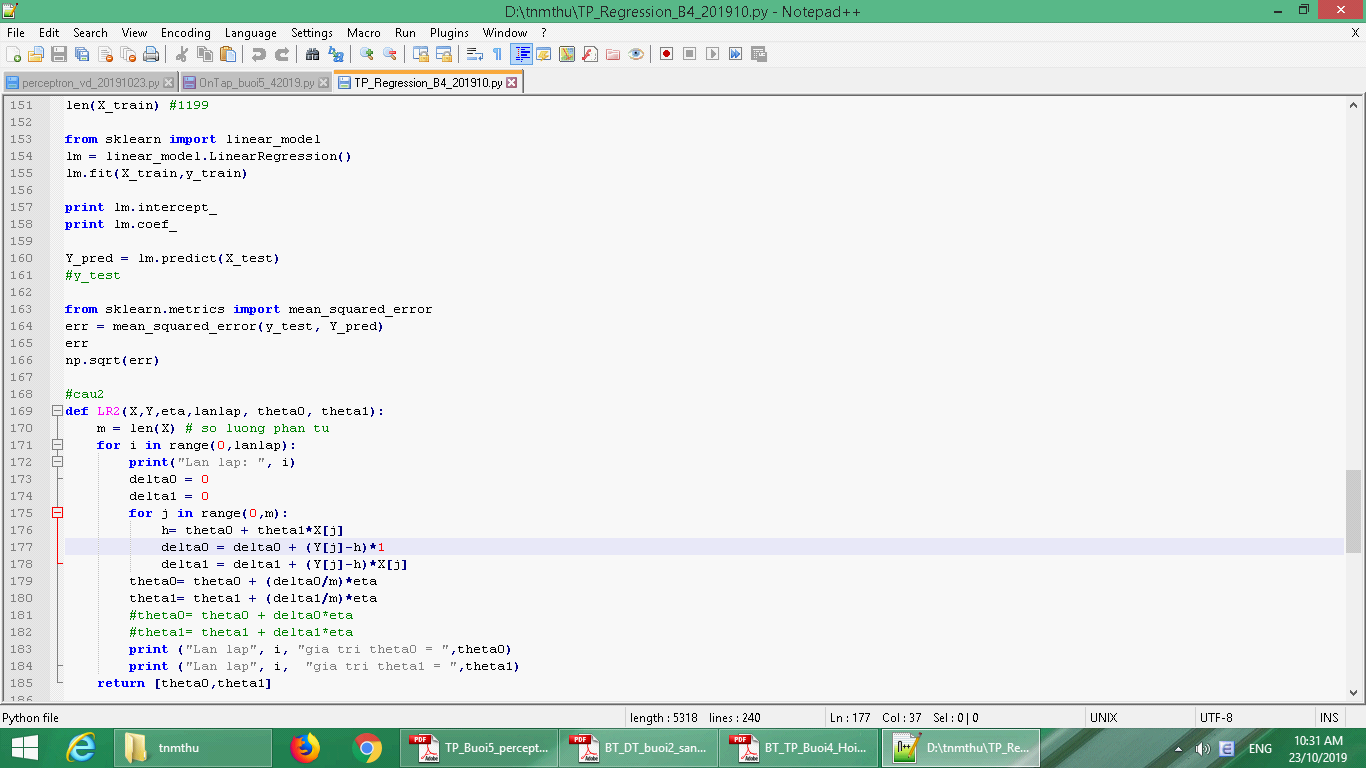 D:\tnmthu\TP_Regression_B4_201910.py - Notepad++
File Edit Search View Encoding Language Settings Macro Run Plugins Window ? X
perceptron_vd_20191023.py OnTap_buoi5_42019.py TP_Regression_B4_201910.py
151 len(X_train) #1199
152
153 from sklearn import linear_model
154 lm = linear_model.LinearRegression()
155 lm.fit(X_train,y_train)
156
157 print lm.intercept_
158 print lm.coef_
159
160 Y_pred = lm.predict(X_test)
161 #y_test
162
163 from sklearn.metrics import mean_squared_error
164 err = mean_squared_error(y_test, Y_pred)
165 err
166 np.sqrt(err)
167
168 #cau2
169 def LR2(X,Y,eta,lanlap, theta0, theta1):
170     m = len(X) # so luong phan tu
171     for i in range(0,lanlap):
172         print("Lan lap: ", i)
173         delta0 = 0
174         delta1 = 0
175         for j in range(0,m):
176             h= theta0 + theta1*X[j]
177             delta0 = delta0 + (Y[j]-h)*1
178             delta1 = delta1 + (Y[j]-h)*X[j]
179         theta0= theta0 + (delta0/m)*eta
180         theta1= theta1 + (delta1/m)*eta
181         #theta0= theta0 + delta0*eta
182         #theta1= theta1 + delta1*eta
183         print ("Lan lap", i, "gia tri theta0 = ",theta0)
184         print ("Lan lap", i,  "gia tri theta1 = ",theta1)
185     return [theta0,theta1]
186
Python file length : 5318 lines : 240 Ln : 177 Col : 37 Sel : 0 | 0 UNIX UTF-8 INS
tnmthu TP_Buoi5_percept... BT_DT_buoi2_san... BT_TP_Buoi4_Hoi... D:\tnmthu\TP_Re... ENG 10:31 AM
23/10/2019